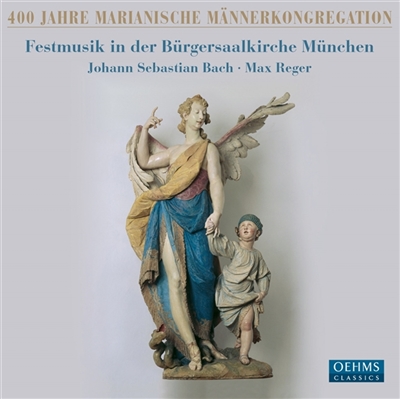 400 JAHRE MARIANISCHE MÄNNERKONGREGATION
Festmusik in der Bürgersaalkirche München
Johann Sebastian Bach · Max Reger
OEHMS
CLASSICS